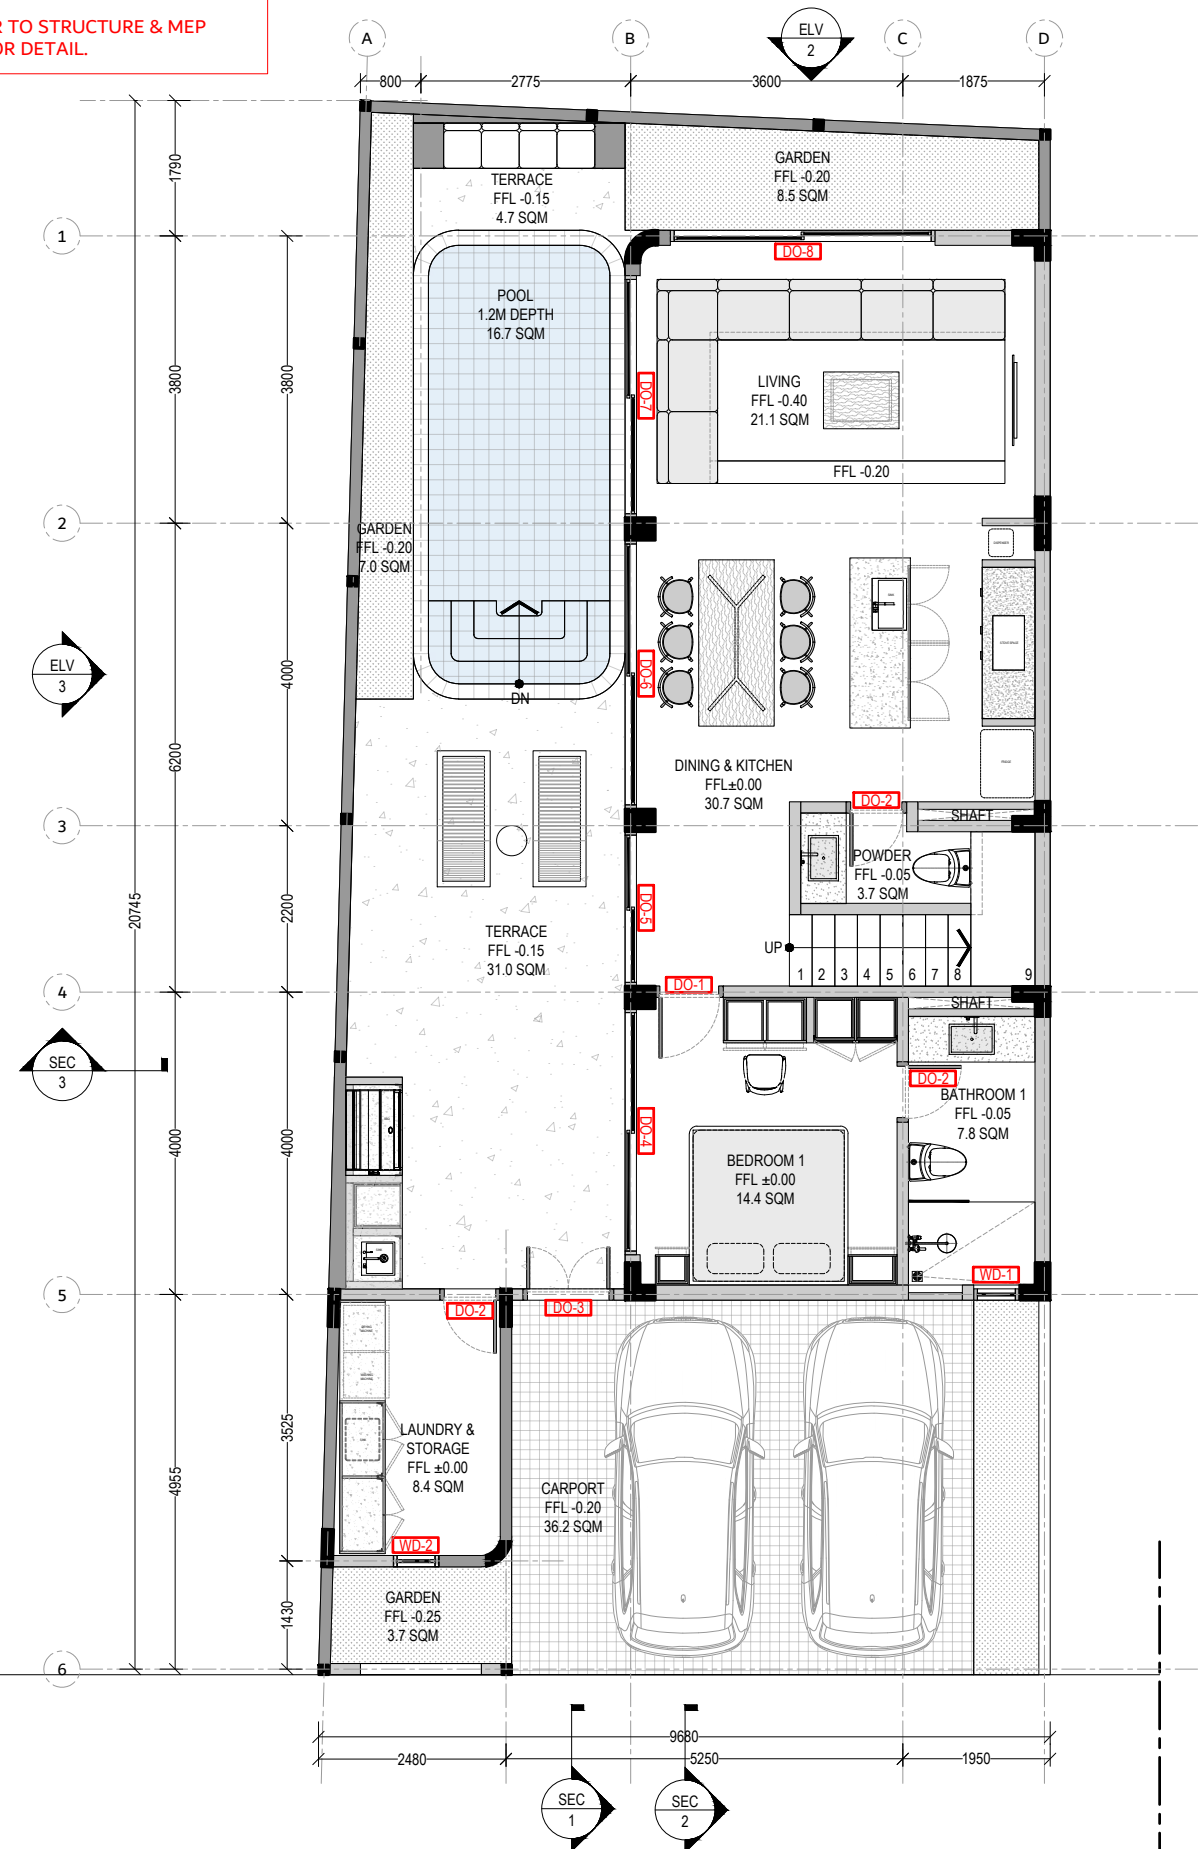 R TO STRUCTURE & MEP
OR DETAIL.
A
B
C
D
ELV
2
800
2775
3600
1875
1790
1
3800
3800
2
4000
6200
3
20745
2200
4
4000
4000
5
3525
4955
1430
6
ELV
3
SEC
3
TERRACE
FFL -0.15
4.7 SQM
GARDEN
FFL -0.20
8.5 SQM
DO-8
POOL
1.2M DEPTH
16.7 SQM
DO-7
LIVING
FFL -0.40
21.1 SQM
FFL -0.20
GARDEN
FFL -0.20
7.0 SQM
DN
DO-6
DINING & KITCHEN
FFL±0.00
30.7 SQM
DO-2
SHAFT
POWDER
FFL -0.05
3.7 SQM
DO-5
TERRACE
FFL -0.15
31.0 SQM
UP
1 2 3 4 5 6 7 8 9
DO-1
SHAFT
DO-2
BATHROOM 1
FFL -0.05
7.8 SQM
DO-4
BEDROOM 1
FFL ±0.00
14.4 SQM
WD-1
DO-2
DO-3
LAUNDRY &
STORAGE
FFL ±0.00
8.4 SQM
WD-2
CARPORT
FFL -0.20
36.2 SQM
GARDEN
FFL -0.25
3.7 SQM
9680
2480
5250
1950
SEC
1
SEC
2